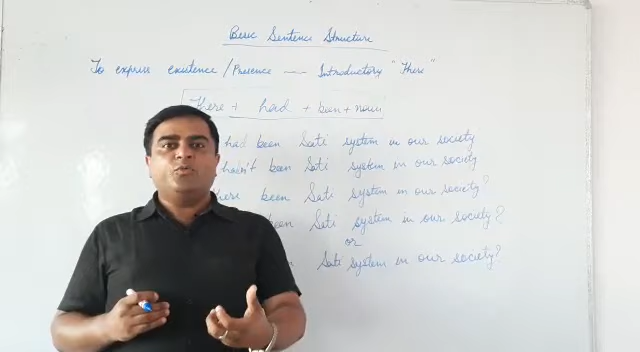 Basic Sentence Structure
To express existence/Presence —— Introductory "There"
There + had + been + noun
had been Sati system in our society
hadn't been Sati system in our society
been Sati system in our society?
been Sati system in our society?
or
Sati system in our society?